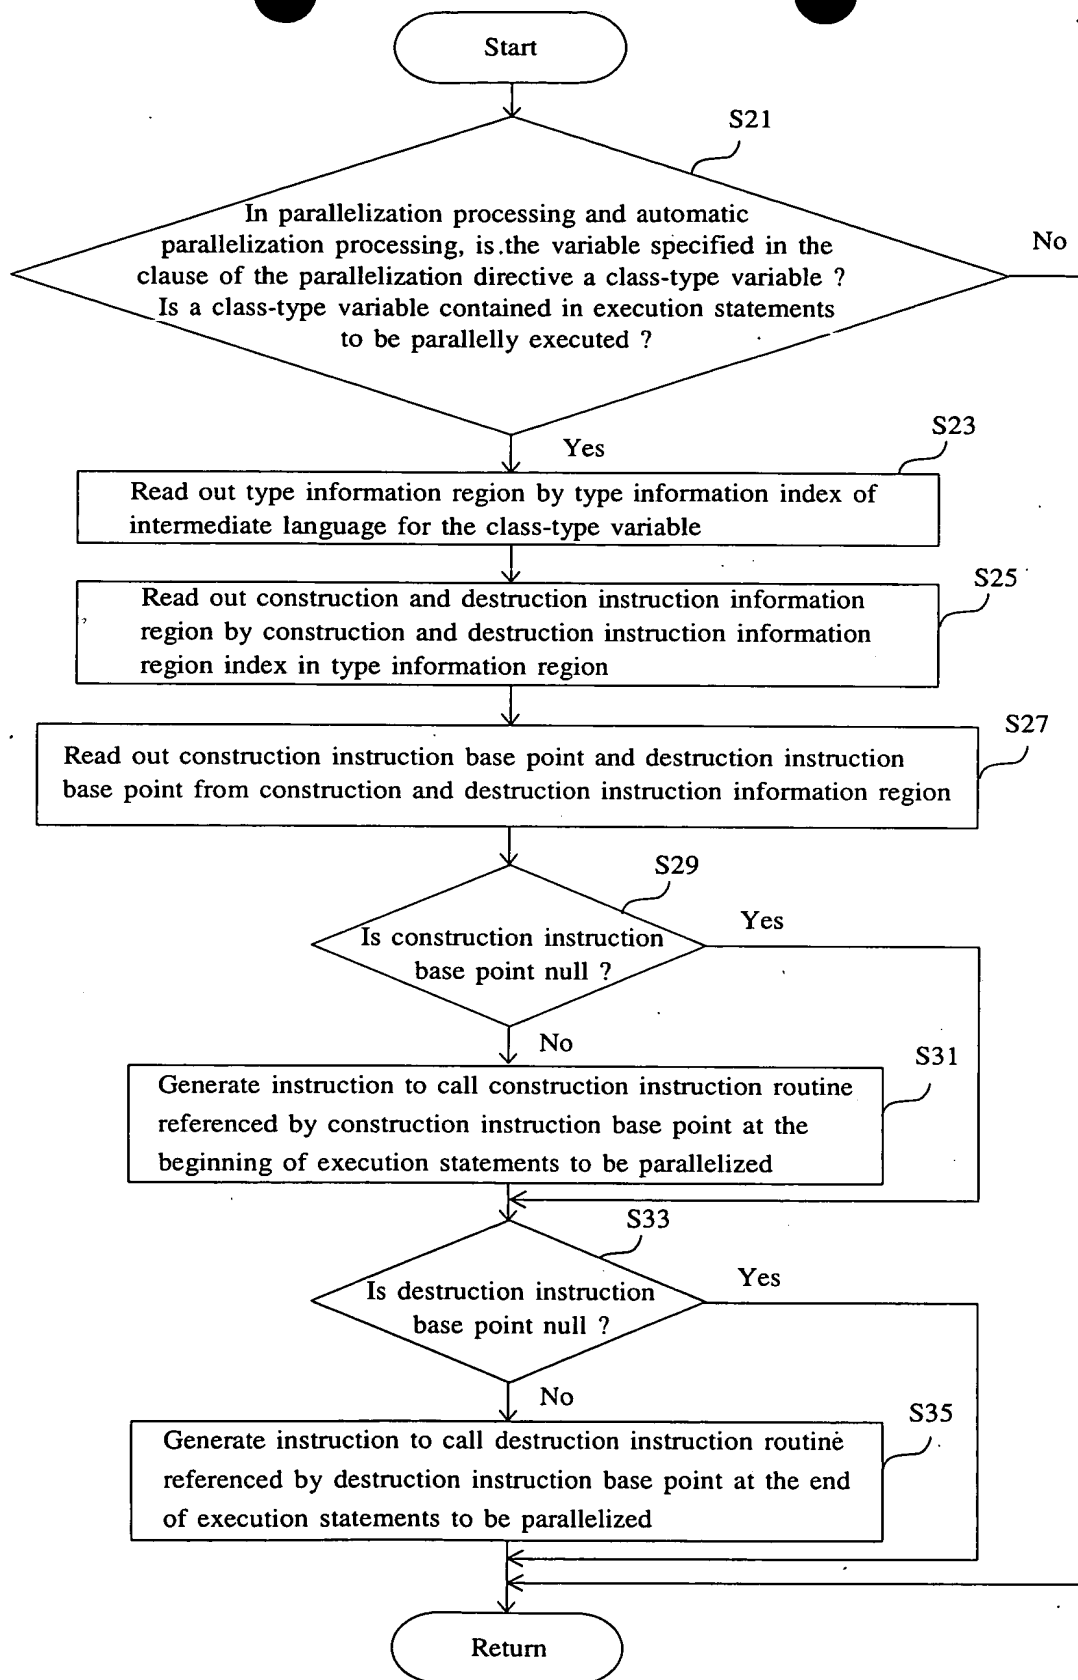 Start
S21
In parallelization processing and automatic
parallelization processing, is the variable specified in the
clause of the parallelization directive a class-type variable ?
Is a class-type variable contained in execution statements
to be parallelly executed ?
No
Yes
S23
Read out type information region by type information index of
intermediate language for the class-type variable
S25
Read out construction and destruction instruction information
region by construction and destruction instruction information
region index in type information region
S27
Read out construction instruction base point and destruction instruction
base point from construction and destruction instruction information region
S29
Is construction instruction
base point null ?
Yes
No
S31
Generate instruction to call construction instruction routine
referenced by construction instruction base point at the
beginning of execution statements to be parallelized
S33
Is destruction instruction
base point null ?
Yes
No
S35
Generate instruction to call destruction instruction routine
referenced by destruction instruction base point at the end
of execution statements to be parallelized
Return